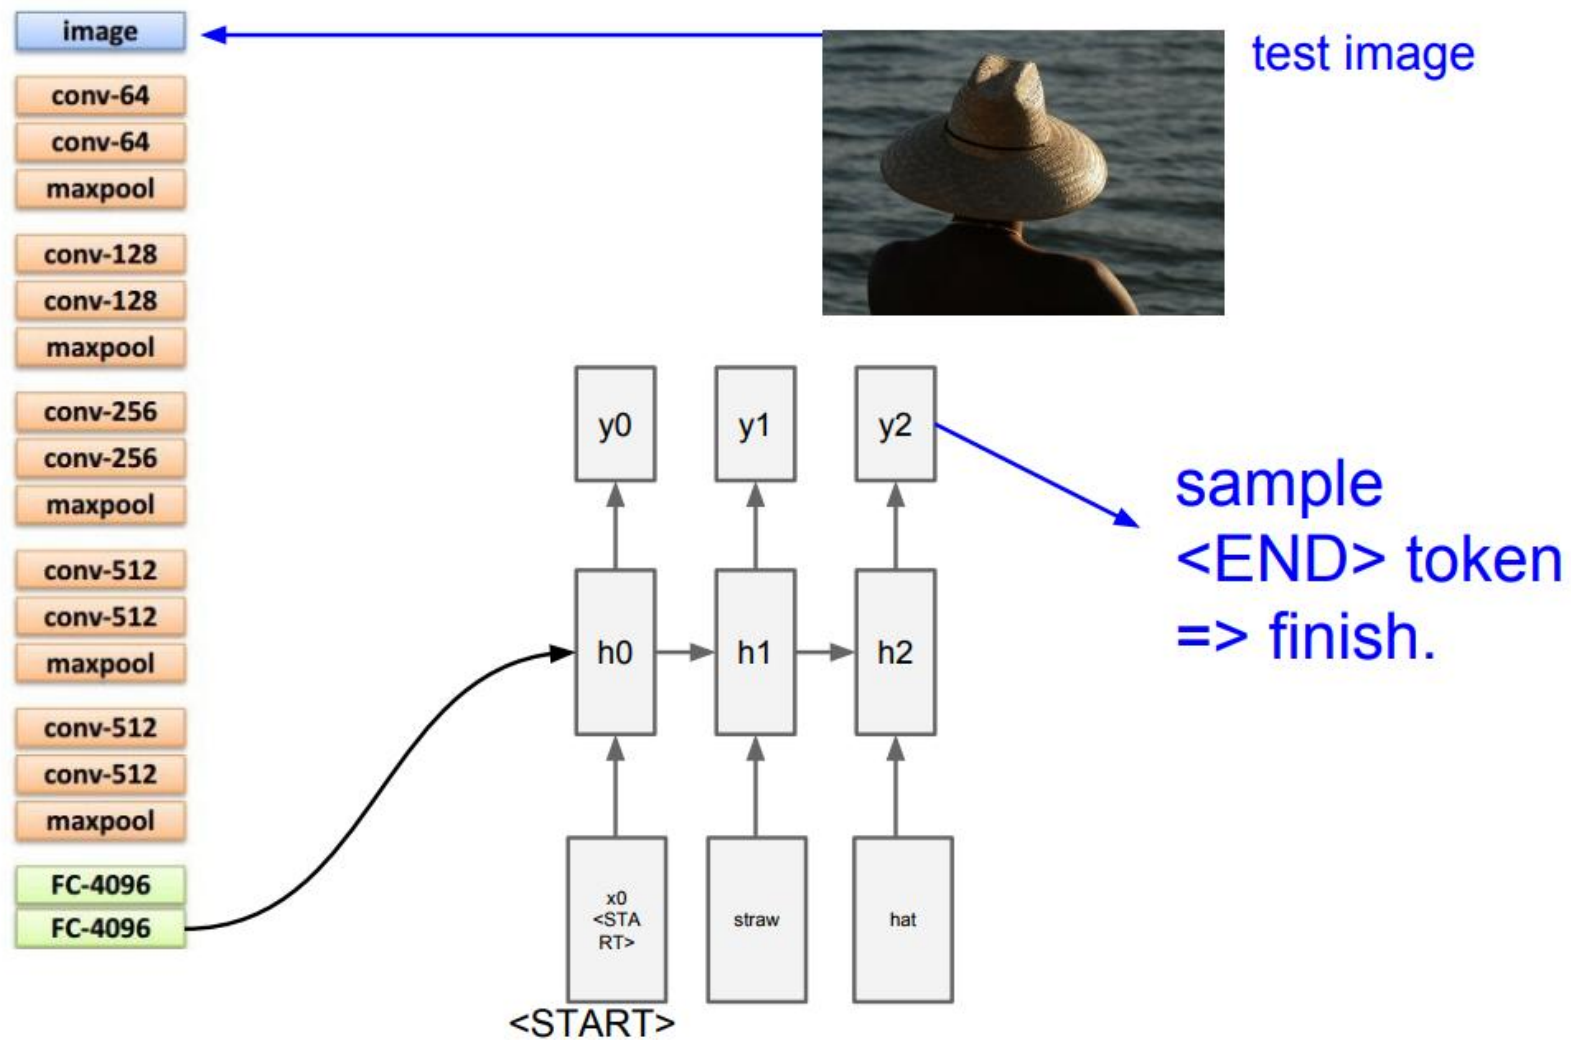 image
conv-64
conv-64
maxpool
conv-128
conv-128
maxpool
conv-256
conv-256
maxpool
conv-512
conv-512
maxpool
conv-512
conv-512
maxpool
FC-4096
FC-4096
test image
y0
y1
y2
sample
<END> token
=> finish.
h0
h1
h2
x0
<STA
RT>
straw
hat
<START>